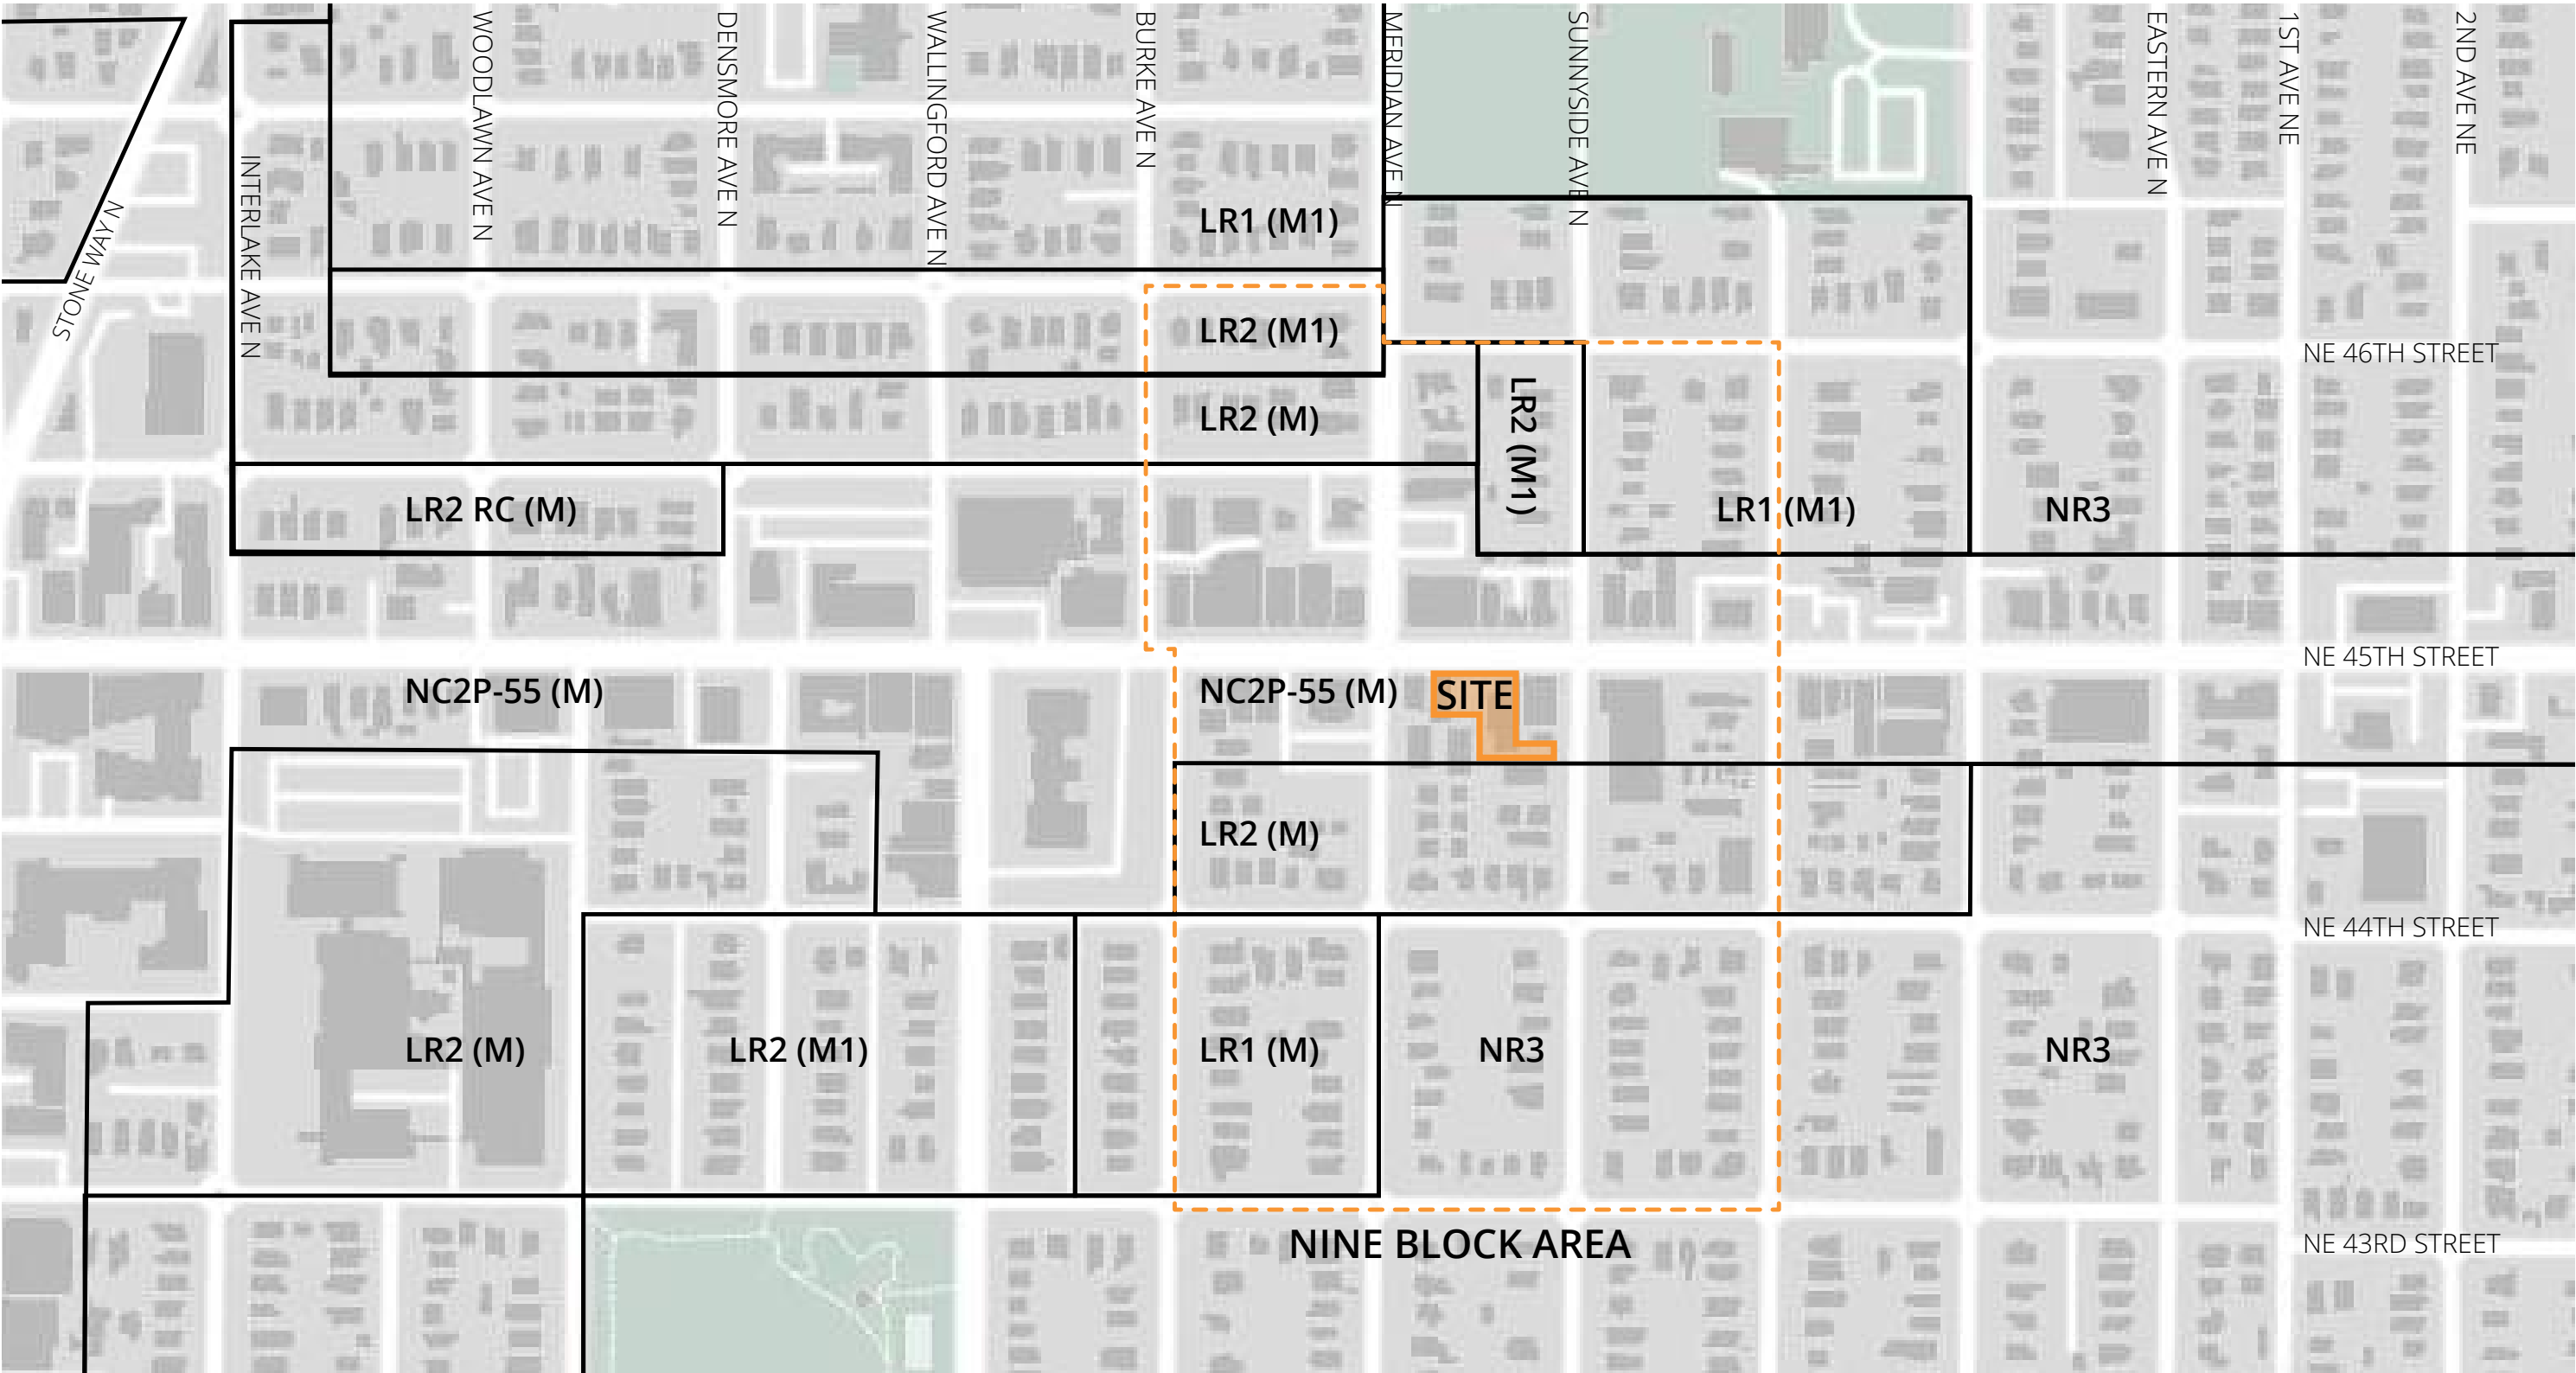 WOODLAWN AVE N
DENSMORE AVE N
WALLINGFORD AVE N
BURKE AVE N
MERIDIAN AVE N
SUNNYSIDE AVE N
EASTERN AVE N
1ST AVE NE
2ND AVE NE
INTERLAKE AVE N
STONE WAY N
LR1 (M1)
LR2 (M1)
NE 46TH STREET
LR2 (M)
LR2 (M1)
LR2 RC (M)
LR1 (M1)
NR3
NE 45TH STREET
NC2P-55 (M)
NC2P-55 (M)
SITE
LR2 (M)
NE 44TH STREET
LR2 (M)
LR2 (M1)
LR1 (M)
NR3
NR3
NINE BLOCK AREA
NE 43RD STREET